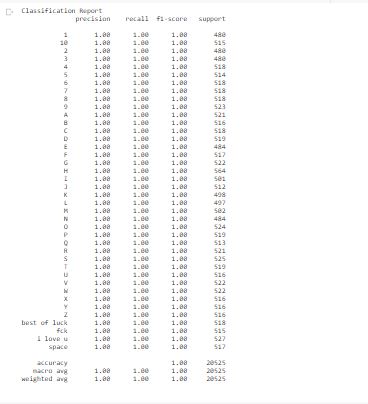 Classification Report
precision recall f1-score support
1 1.00 1.00 1.00 480
10 1.00 1.00 1.00 515
2 1.00 1.00 1.00 480
3 1.00 1.00 1.00 480
4 1.00 1.00 1.00 518
5 1.00 1.00 1.00 514
6 1.00 1.00 1.00 518
7 1.00 1.00 1.00 518
8 1.00 1.00 1.00 518
9 1.00 1.00 1.00 523
A 1.00 1.00 1.00 521
B 1.00 1.00 1.00 516
C 1.00 1.00 1.00 518
D 1.00 1.00 1.00 519
E 1.00 1.00 1.00 484
F 1.00 1.00 1.00 517
G 1.00 1.00 1.00 522
H 1.00 1.00 1.00 564
I 1.00 1.00 1.00 501
J 1.00 1.00 1.00 512
K 1.00 1.00 1.00 498
L 1.00 1.00 1.00 497
M 1.00 1.00 1.00 502
N 1.00 1.00 1.00 484
O 1.00 1.00 1.00 524
P 1.00 1.00 1.00 519
Q 1.00 1.00 1.00 513
R 1.00 1.00 1.00 521
S 1.00 1.00 1.00 525
T 1.00 1.00 1.00 519
U 1.00 1.00 1.00 516
V 1.00 1.00 1.00 522
W 1.00 1.00 1.00 522
X 1.00 1.00 1.00 516
Y 1.00 1.00 1.00 516
Z 1.00 1.00 1.00 516
best of luck 1.00 1.00 1.00 518
fck 1.00 1.00 1.00 515
i love u 1.00 1.00 1.00 527
space 1.00 1.00 1.00 517
accuracy 1.00 20525
macro avg 1.00 1.00 1.00 20525
weighted avg 1.00 1.00 1.00 20525